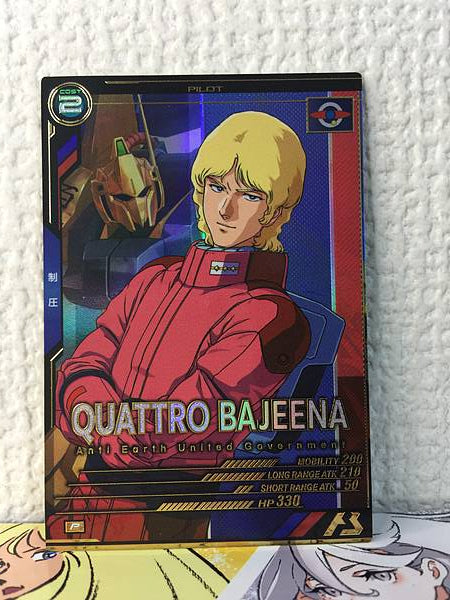 PILOT
COST
2
制圧
QUATTRO BAJEENA
Anti Earth United Government
MOBILITY 200
LONG RANGE ATK 210
SHORT RANGE ATK 50
HP 330
P